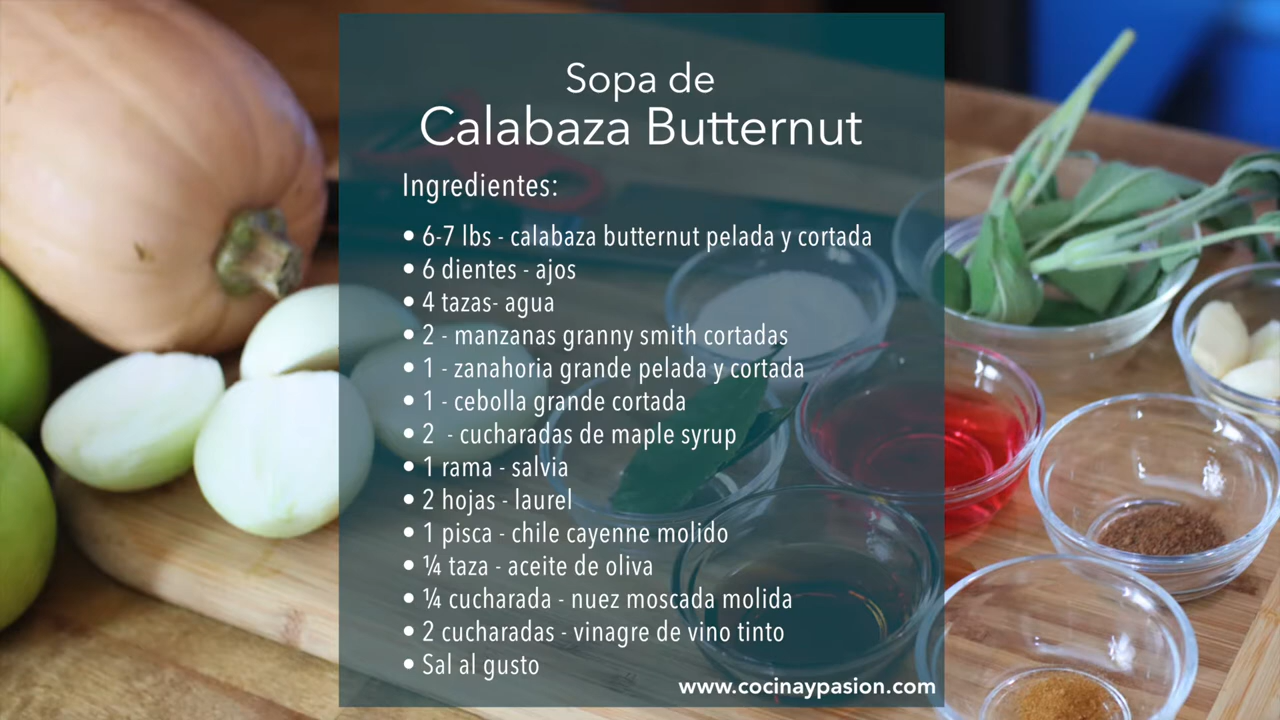 Sopa de
Calabaza Butternut
Ingredientes:
• 6-7 lbs - calabaza butternut pelada y cortada
• 6 dientes - ajos
• 4 tazas- agua
• 2 - manzanas granny smith cortadas
• 1 - zanahoria grande pelada y cortada
• 1 - cebolla grande cortada
• 2  - cucharadas de maple syrup
• 1 rama - salvia
• 2 hojas - laurel
• 1 pisca - chile cayenne molido
• ¼ taza - aceite de oliva
• ¼ cucharada - nuez moscada molida
• 2 cucharadas - vinagre de vino tinto
• Sal al gusto
www.cocinaypasion.com